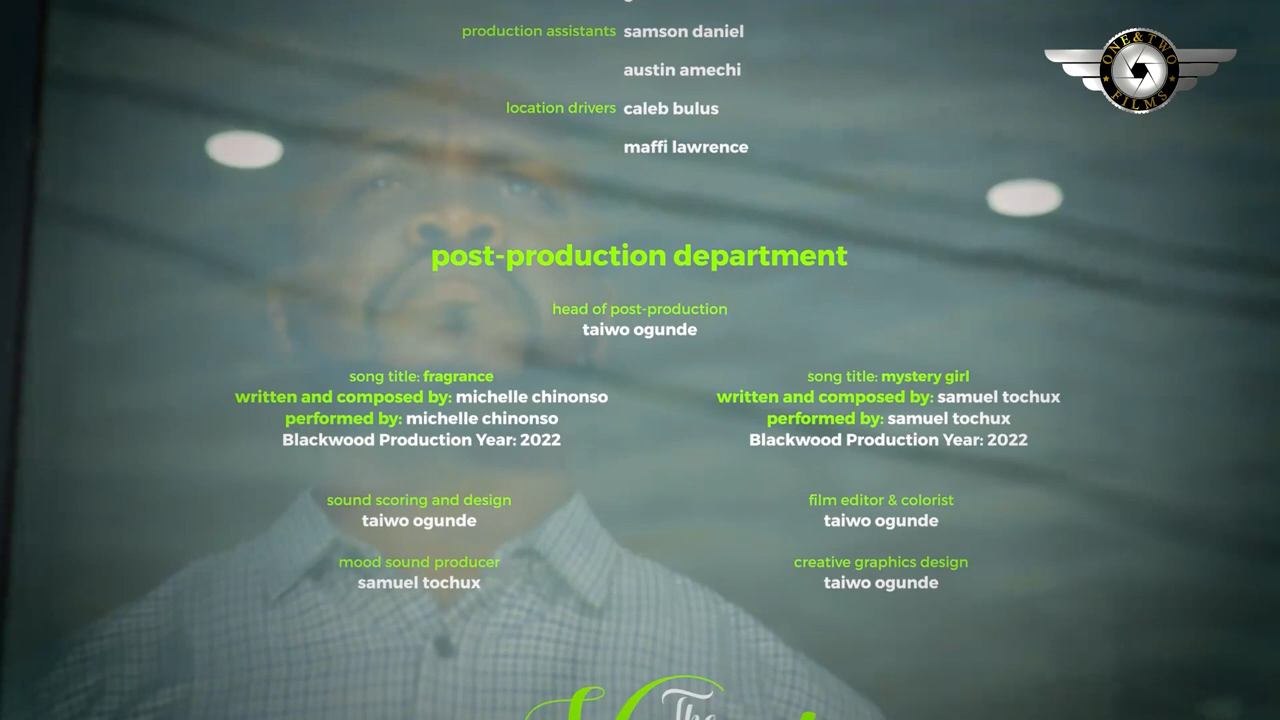 production assistants samson daniel
austin amechi
location drivers caleb bulus
maffi lawrence
ONE&TWO
FILMS
post-production department
head of post-production
taiwo ogunde
song title: fragrance
written and composed by: michelle chinonso
performed by: michelle chinonso
Blackwood Production Year: 2022
song title: mystery girl
written and composed by: samuel tochux
performed by: samuel tochux
Blackwood Production Year: 2022
sound scoring and design
taiwo ogunde
film editor & colorist
taiwo ogunde
mood sound producer
samuel tochux
creative graphics design
taiwo ogunde
The